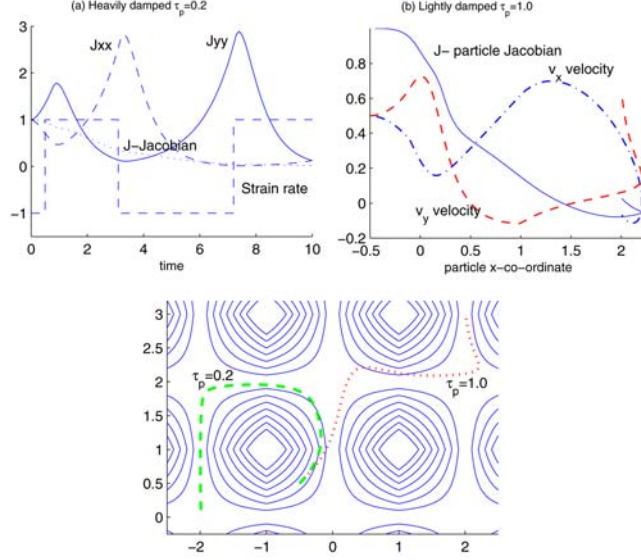 (a) Heavily damped τp=0.2
(b) Lightly damped τp=1.0
3
2
1
0
−1
Jxx
Jyy
J−Jacobian
Strain rate
0 2 4 6 8 10
time
0.8
0.6
0.4
0.2
0
−0.2
J− particle Jacobian
vx velocity
vy velocity
−0.5 0 0.5 1 1.5 2
particle x−co−ordinate
3
2.5
2
1.5
1
0.5
0
τp=0.2
τp=1.0
−2 −1 0 1 2